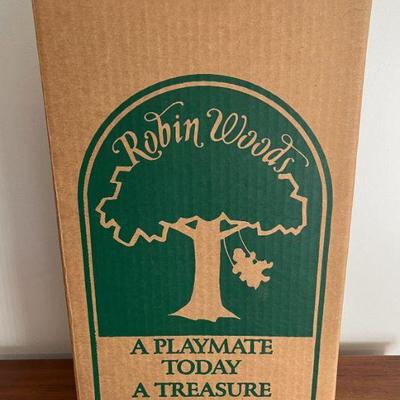 Robin Woods
A PLAYMATE
TODAY
A TREASURE